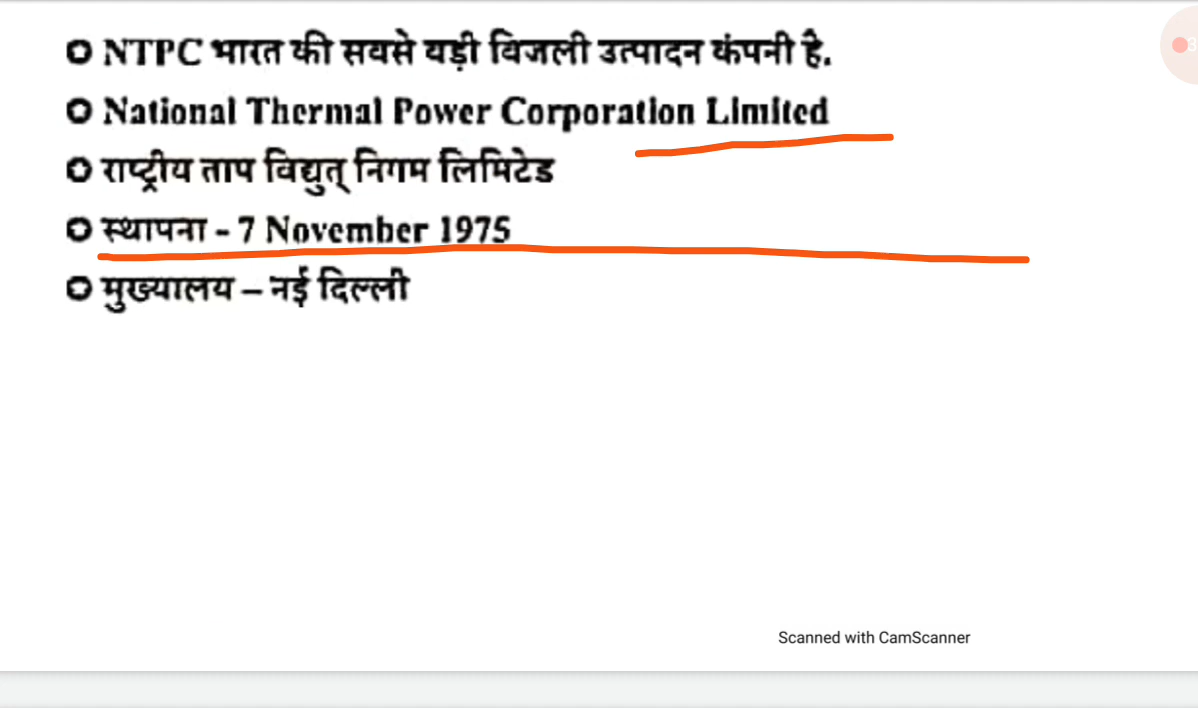 ✪ NTPC भारत की सबसे बड़ी बिजली उत्पादन कंपनी है.
✪ National Thermal Power Corporation Limited
✪ राष्ट्रीय ताप विद्युत् निगम लिमिटेड
✪ स्थापना - 7 November 1975
✪ मुख्यालय – नई दिल्ली
Scanned with CamScanner